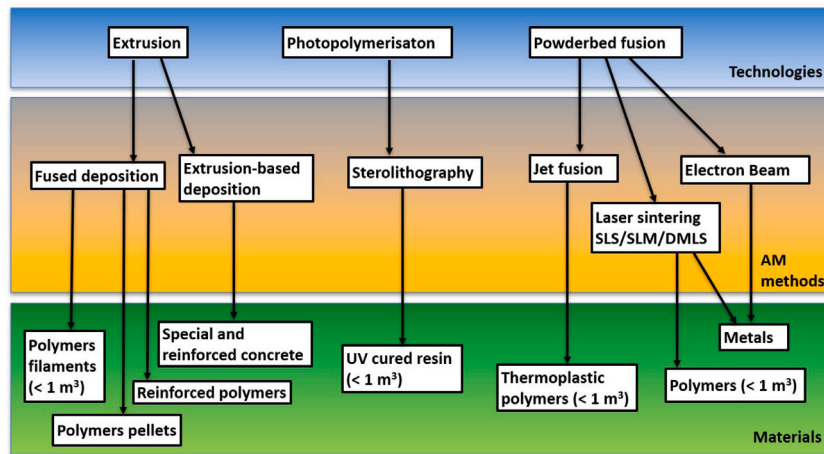 Extrusion
Photopolymerisaton
Powderbed fusion
Technologies
Fused deposition
Extrusion-based
deposition
Sterolithography
Jet fusion
Electron Beam
Laser sintering
SLS/SLM/DMLS
AM
methods
Polymers
filaments
(< 1 m³)
Special and
reinforced concrete
UV cured resin
(< 1 m³)
Metals
Reinforced polymers
Thermoplastic
polymers (< 1 m³)
Polymers (< 1 m³)
Polymers pellets
Materials